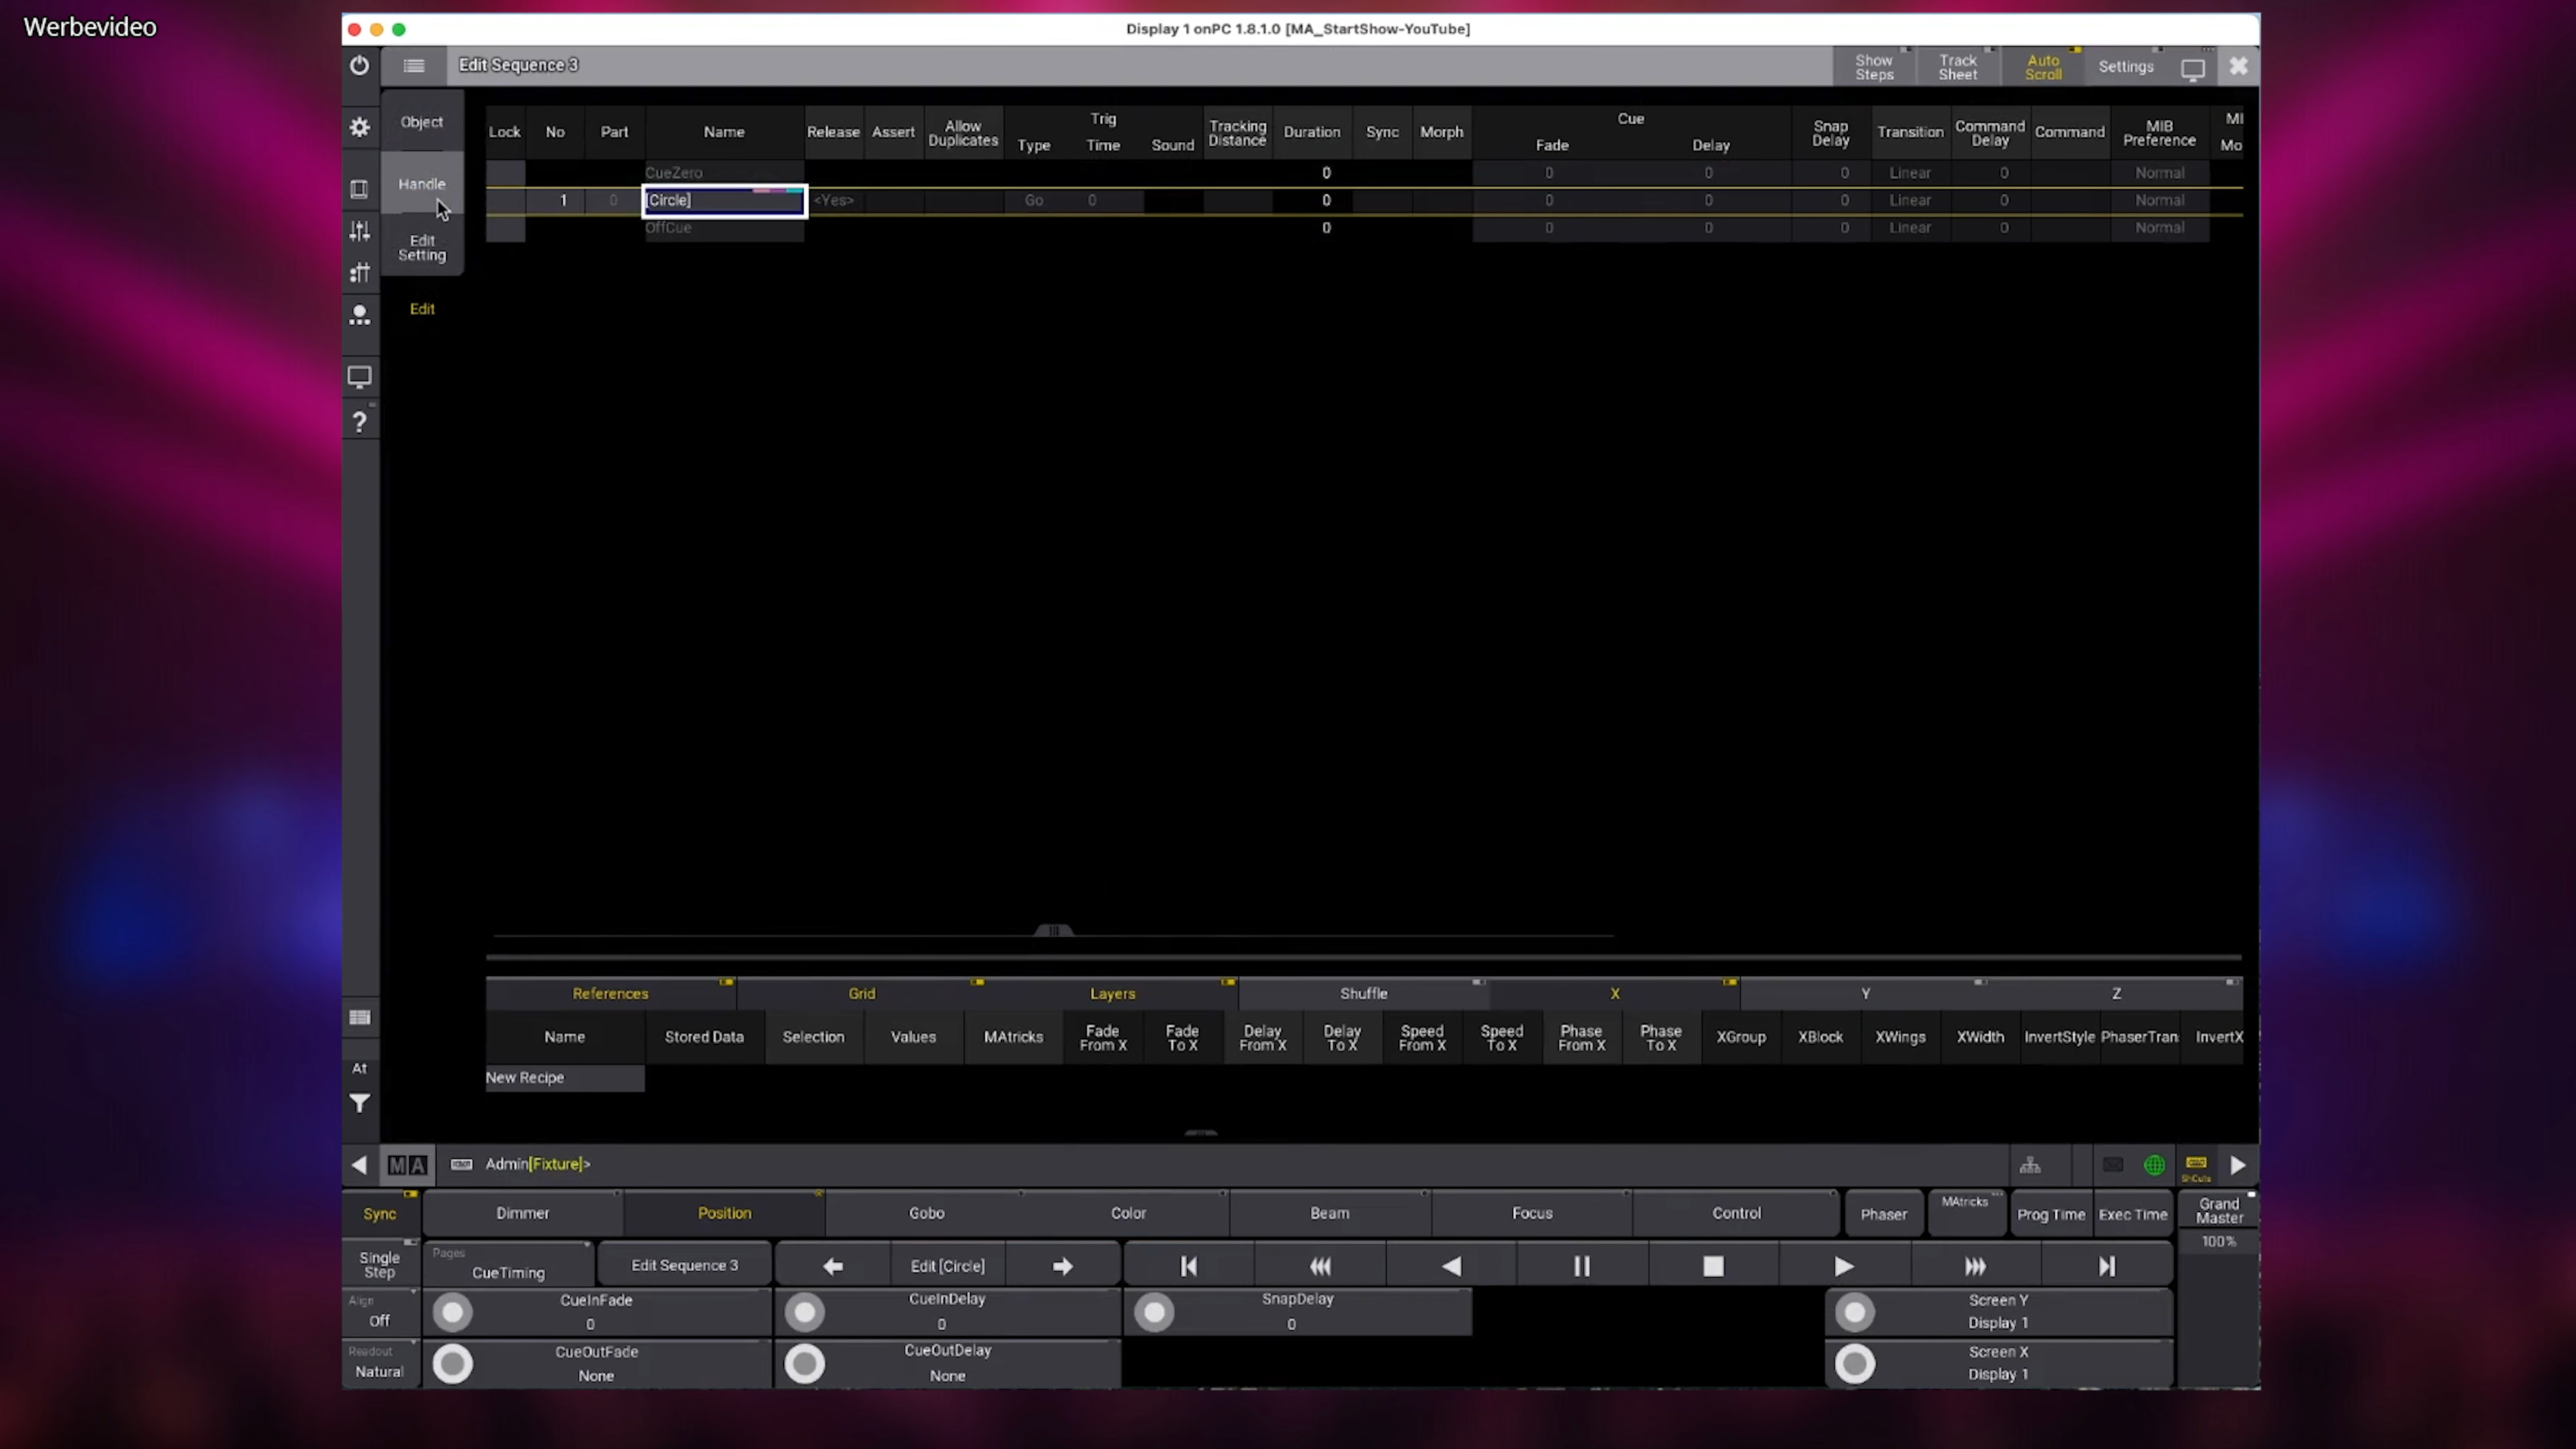 Werbevideo
Display 1 onPC 1.8.1.0 [MA_StartShow-YouTube]
Edit Sequence 3
Show Steps
Track Sheet
Auto Scroll
Settings
Object
Handle
Edit Setting
Edit
Lock No Part Name Release Assert Allow Duplicates Trig Type Time Sound Tracking Distance Duration Sync Morph Cue Fade Delay Snap Delay Transition Command Delay Command MIB Preference MI Mo
CueZero 0 0 0 0 Linear 0 Normal
1 0 [Circle] <Yes> Go 0 0 0 0 0 Linear 0 Normal
OffCue 0 0 0 0 Linear 0 Normal
?
References Grid Layers Shuffle X Y Z
Name Stored Data Selection Values MAtricks Fade From X Fade To X Delay From X Delay To X Speed From X Speed To X Phase From X Phase To X XGroup XBlock XWings XWidth InvertStyle PhaserTran InvertX
New Recipe
At
MA Admin[Fixture]>
ShCuts
Sync Dimmer Position Gobo Color Beam Focus Control Phaser MAtricks Prog Time Exec Time Grand Master
100%
Single Step
Pages
CueTiming
Edit Sequence 3
Edit [Circle]
Align
Off
CueInFade
0
CueInDelay
0
SnapDelay
0
Screen Y
Display 1
Readout
Natural
CueOutFade
None
CueOutDelay
None
Screen X
Display 1